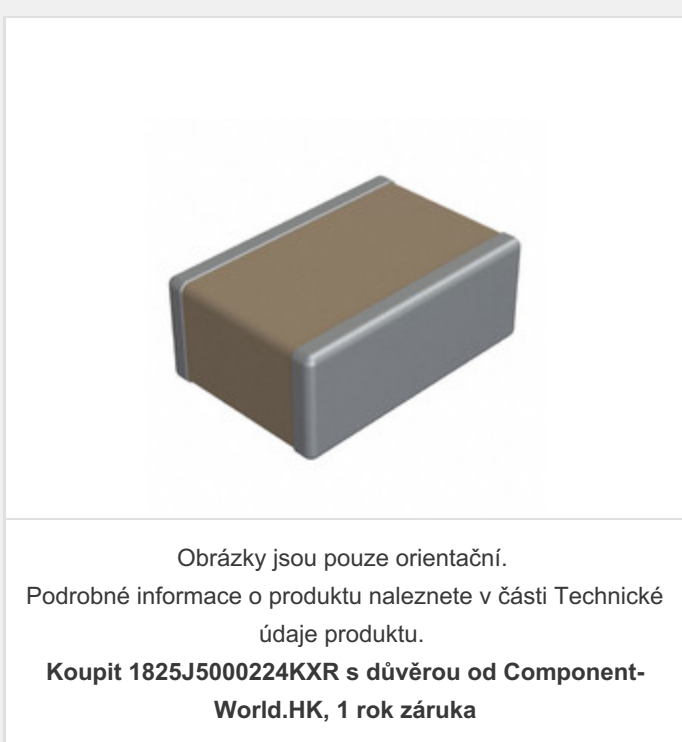 Obrázky jsou pouze orientační.
Podrobné informace o produktu naleznete v části Technické
údaje produktu.
Koupit 1825J5000224KXR s důvěrou od Component-
World.HK, 1 rok záruka